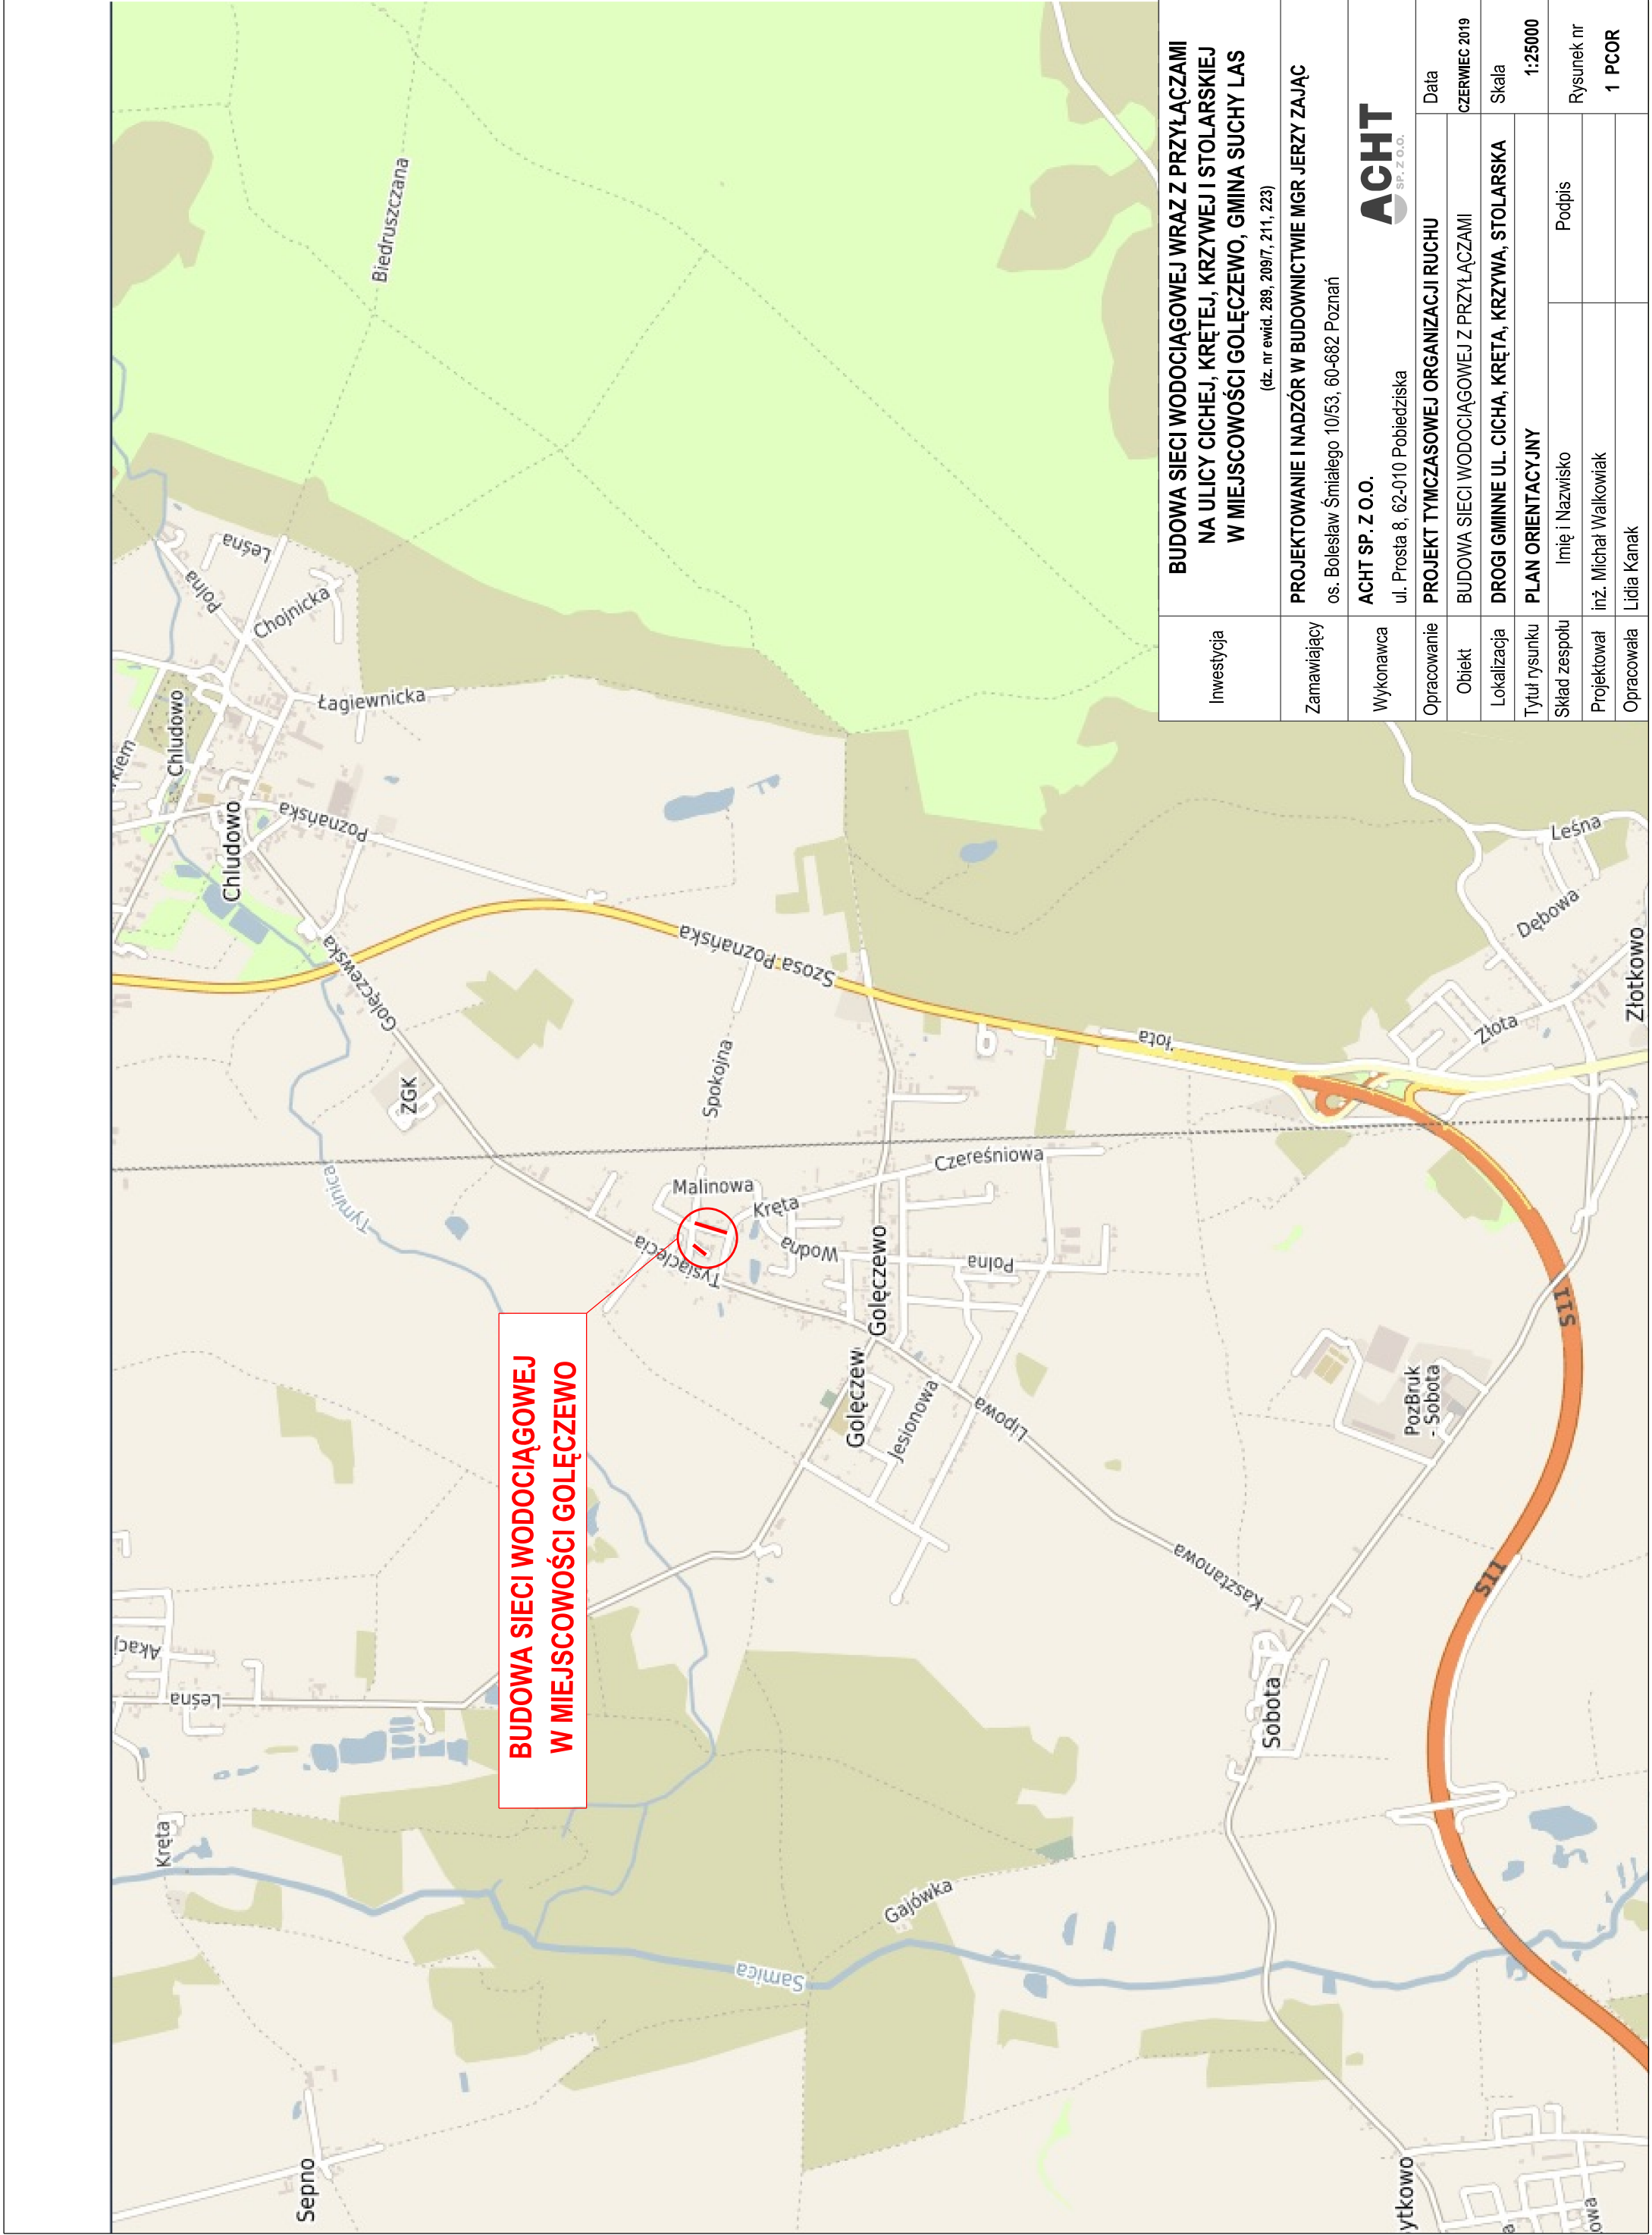 BUDOWA SIECI WODOCIĄGOWEJ
W MIEJSCOWOŚCI GOLĘCZEWO
Sepno
Kręta
Leśna
Akacj
Chludowo
Chludowo
Poznańska
Polna
Leśna
Chojnicka
Łagiewnicka
Biedruszczana
Golęczewska
ZGK
Tyminica
Szosa Poznańska
Spokojna
Malinowa
Kręta
Czereśniowa
Tysiąclecia
Wodna
Polna
Golęczewo
Golęczew
Jesionowa
Lipowa
Kasztanowa
Sobota
PozBruk
- Sobota
S11
S11
Samica
Gajówka
ytkowo
owa
łota
Złota
Dębowa
Leśna
Złotkowo
Inwestycja
BUDOWA SIECI WODOCIĄGOWEJ WRAZ Z PRZYŁĄCZAMI
NA ULICY CICHEJ, KRĘTEJ, KRZYWEJ I STOLARSKIEJ
W MIEJSCOWOŚCI GOLĘCZEWO, GMINA SUCHY LAS
(dz. nr ewid. 289, 209/7, 211, 223)
Zamawiający
PROJEKTOWANIE I NADZÓR W BUDOWNICTWIE MGR JERZY ZAJĄC
os. Bolesław Śmiałego 10/53, 60-682 Poznań
Wykonawca
ACHT SP. Z O.O.
ul. Prosta 8, 62-010 Pobiedziska
ACHT
SP. Z O.O.
Opracowanie PROJEKT TYMCZASOWEJ ORGANIZACJI RUCHU Data
Obiekt BUDOWA SIECI WODOCIĄGOWEJ Z PRZYŁĄCZAMI CZERWIEC 2019
Lokalizacja DROGI GMINNE UL. CICHA, KRĘTA, KRZYWA, STOLARSKA Skala
Tytuł rysunku PLAN ORIENTACYJNY 1:25000
Skład zespołu Imię i Nazwisko Podpis Rysunek nr
Projektował inż. Michał Walkowiak 1 PCOR
Opracowała Lidia Kanak